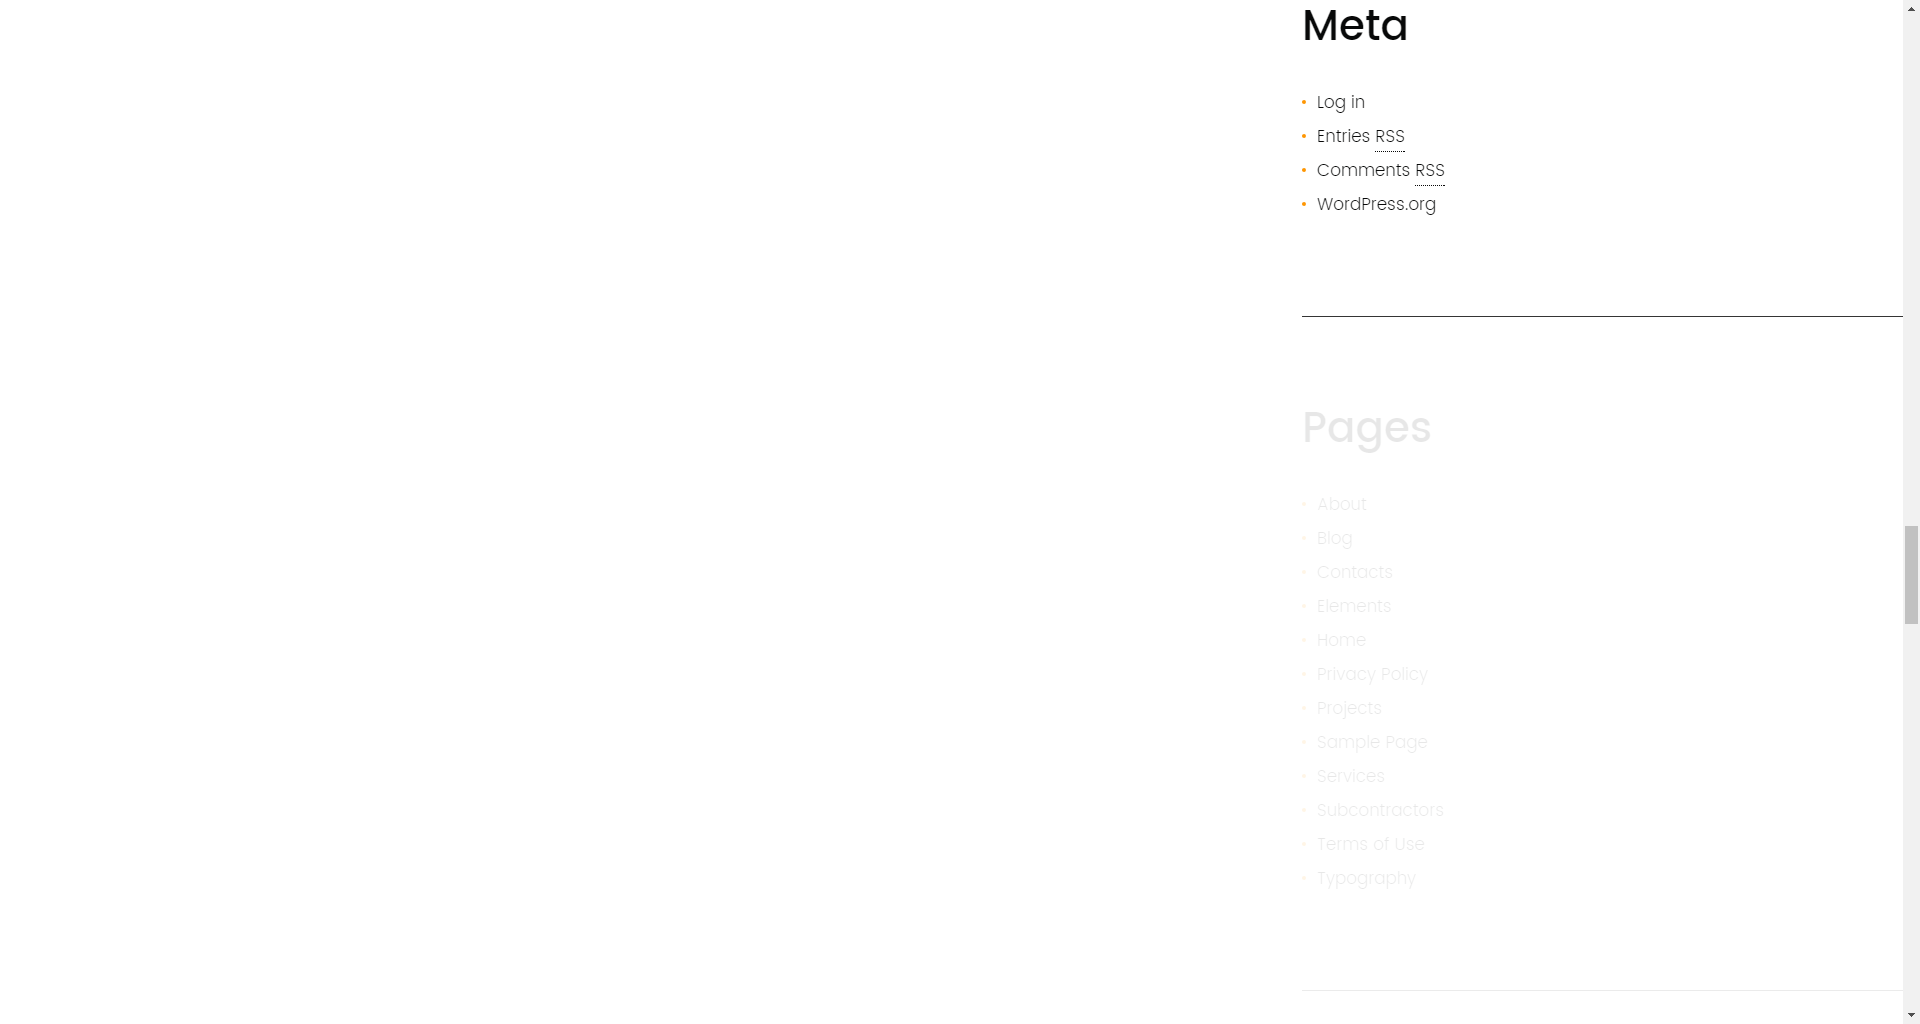 Meta
Log in
Entries RSS
Comments RSS
WordPress.org
Pages
About
Blog
Contacts
Elements
Home
Privacy Policy
Projects
Sample Page
Services
Subcontractors
Terms of Use
Typography